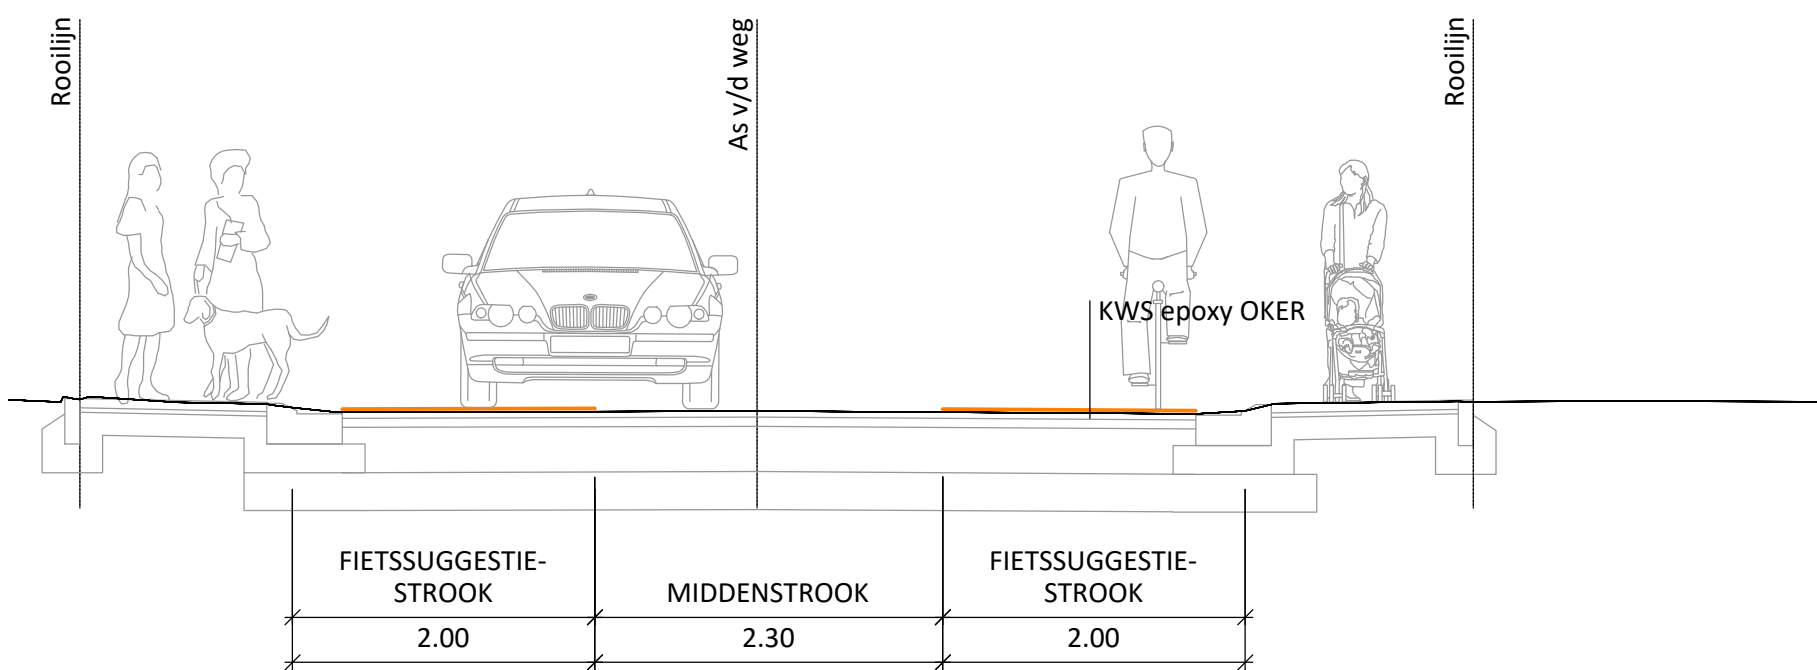 Rooilijn
As v/d weg
Rooilijn
KWS epoxy OKER
FIETSSUGGESTIE-
STROOK
MIDDENSTROOK
FIETSSUGGESTIE-
STROOK
2.00
2.30
2.00